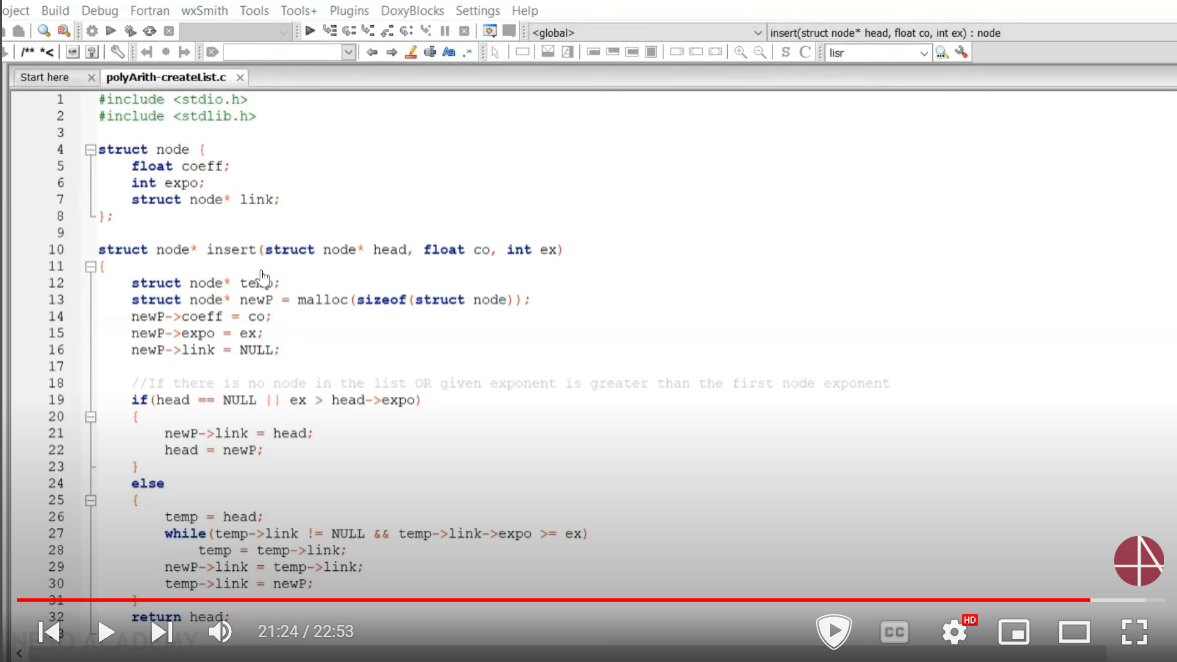 oject Build Debug Fortran wxSmith Tools Tools+ Plugins DoxyBlocks Settings Help
<global> insert(struct node* head, float co, int ex) : node
/** *< lisr
Start here polyArith-createList.c
1 #include <stdio.h>
2 #include <stdlib.h>
3
4 struct node {
5 float coeff;
6 int expo;
7 struct node* link;
8 };
9
10 struct node* insert(struct node* head, float co, int ex)
11 {
12 struct node* temp;
13 struct node* newP = malloc(sizeof(struct node));
14 newP->coeff = co;
15 newP->expo = ex;
16 newP->link = NULL;
17
18 //If there is no node in the list OR given exponent is greater than the first node exponent
19 if(head == NULL || ex > head->expo)
20 {
21 newP->link = head;
22 head = newP;
23 }
24 else
25 {
26 temp = head;
27 while(temp->link != NULL && temp->link->expo >= ex)
28 temp = temp->link;
29 newP->link = temp->link;
30 temp->link = newP;
31 }
32 return head;
NESO ACADEMY
21:24 / 22:53 CC HD